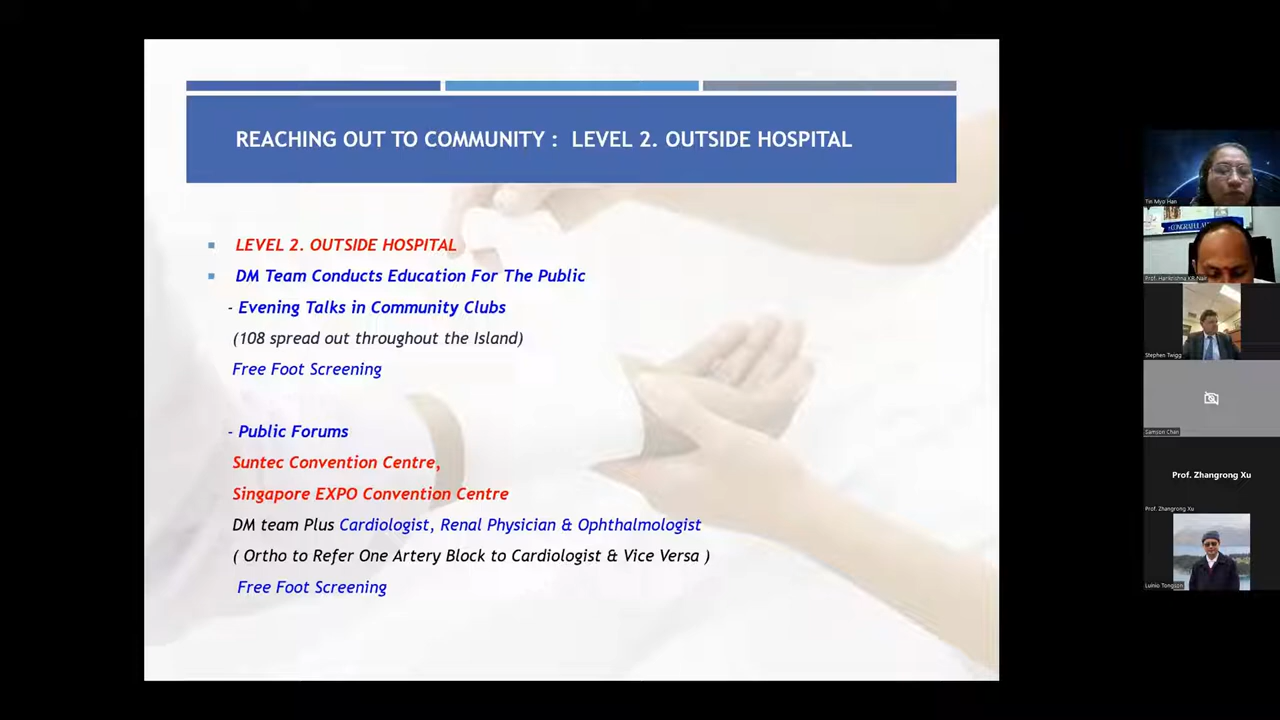 REACHING OUT TO COMMUNITY : LEVEL 2. OUTSIDE HOSPITAL
LEVEL 2. OUTSIDE HOSPITAL
DM Team Conducts Education For The Public
- Evening Talks in Community Clubs
(108 spread out throughout the Island)
Free Foot Screening
- Public Forums
Suntec Convention Centre,
Singapore EXPO Convention Centre
DM team Plus Cardiologist, Renal Physician & Ophthalmologist
( Ortho to Refer One Artery Block to Cardiologist & Vice Versa )
Free Foot Screening
Tin Myo Han
Prof. Harikrishna KR Nair
Stephen Twigg
Samson Chan
Prof. Zhangrong Xu
Prof. Zhangrong Xu